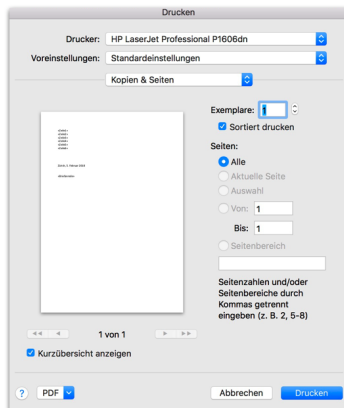 Drucken
Drucker: HP LaserJet Professional P1606dn
Voreinstellungen: Standardeinstellungen
Kopien & Seiten
Exemplare: 1
Sortiert drucken
Seiten:
Alle
Aktuelle Seite
Auswahl
Von: 1
Bis: 1
Seitenbereich
Seitenzahlen und/oder
Seitenbereiche durch
Kommas getrennt
eingeben (z. B. 2, 5-8)
1 von 1
Kurzübersicht anzeigen
? PDF
Abbrechen Drucken